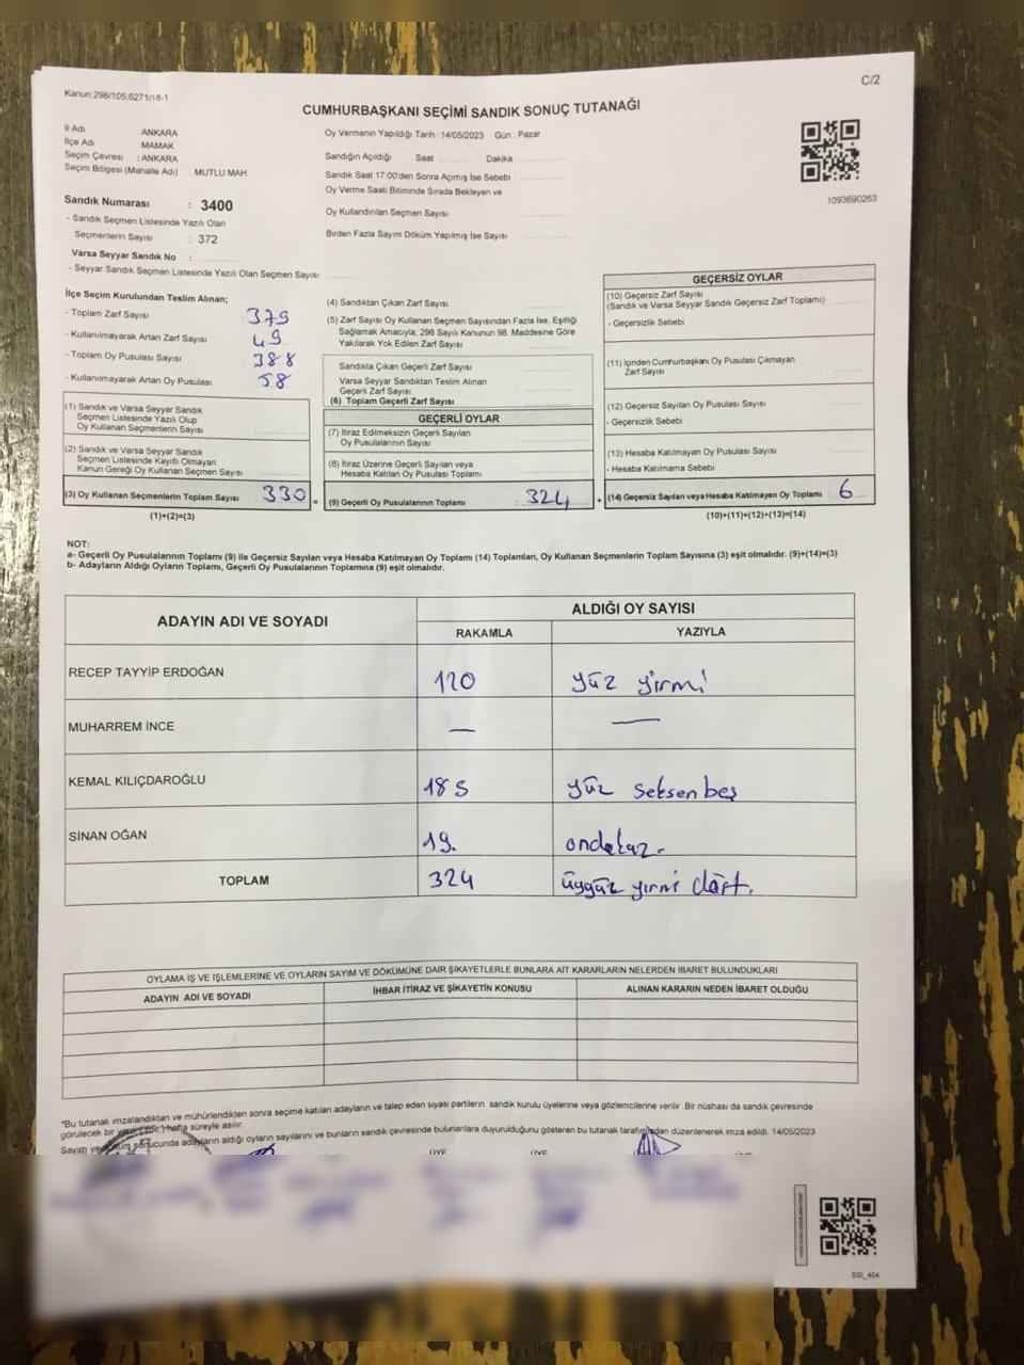 C/2
Kanun:298/105;6271/18-1
CUMHURBAŞKANI SEÇİMİ SANDIK SONUÇ TUTANAĞI
İl Adı ANKARA
İlçe Adı MAMAK
Seçim Çevresi : ANKARA
Seçim Bölgesi (Mahalle Adı) MUTLU MAH.
Sandık Numarası : 3400
- Sandık Seçmen Listesinde Yazılı Olan
Seçmenlerin Sayısı : 372
Varsa Seyyar Sandık No :
- Seyyar Sandık Seçmen Listesinde Yazılı Olan Seçmen Sayısı
Oy Vermenin Yapıldığı Tarih : 14/05/2023 Gün : Pazar
Sandığın Açıldığı Saat Dakika
Sandık Saat 17:00'den Sonra Açımış İse Sebebi
Oy Verme Saati Bitiminde Sırada Bekleyen ve
Oy Kullandırılan Seçmen Sayısı
Birden Fazla Sayım Döküm Yapılmış İse Sayısı
1093690263
İlçe Seçim Kurulundan Teslim Alınan;
- Toplam Zarf Sayısı 379
- Kullanılmayarak Artan Zarf Sayısı 49
- Toplam Oy Pusulası Sayısı 388
- Kullanılmayarak Artan Oy Pusulası 58
(1) Sandık ve Varsa Seyyar Sandık
Seçmen Listesinde Yazılı Olup
Oy Kullanan Seçmenlerin Sayısı
(2) Sandık ve Varsa Seyyar Sandık
Seçmen Listesinde Kayıtlı Olmayan
Kanun Gereği Oy Kullanan Seçmen Sayısı
(3) Oy Kullanan Seçmenlerin Toplam Sayısı 330 =
(1)+(2)=(3)
(4) Sandıktan Çıkan Zarf Sayısı
(5) Zarf Sayısı Oy Kullanan Seçmen Sayısından Fazla İse, Eşitliği
Sağlamak Amacıyla; 298 Sayılı Kanunun 98. Maddesine Göre
Yakılarak Yok Edilen Zarf Sayısı
Sandıkta Çıkan Geçerli Zarf Sayısı
Varsa Seyyar Sandıktan Teslim Alınan
Geçerli Zarf Sayısı
(6) Toplam Geçerli Zarf Sayısı
GEÇERLİ OYLAR
(7) İtiraz Edilmeksizin Geçerli Sayılan
Oy Pusulalarının Sayısı
(8) İtiraz Üzerine Geçerli Sayılan veya
Hesaba Katılan Oy Pusulası Toplamı
(9) Geçerli Oy Pusulalarının Toplamı 324 +
GEÇERSİZ OYLAR
(10) Geçersiz Zarf Sayısı
(Sandık ve Varsa Seyyar Sandık Geçersiz Zarf Toplamı)
- Geçersizlik Sebebi
(11) İçinden Cumhurbaşkanı Oy Pusulası Çıkmayan
Zarf Sayısı
(12) Geçersiz Sayılan Oy Pusulası Sayısı
- Geçersizlik Sebebi
(13) Hesaba Katılmayan Oy Pusulası Sayısı
- Hesaba Katılmama Sebebi
(14) Geçersiz Sayılan veya Hesaba Katılmayan Oy Toplamı 6
(10)+(11)+(12)+(13)=(14)
NOT:
a- Geçerli Oy Pusulalarının Toplamı (9) ile Geçersiz Sayılan veya Hesaba Katılmayan Oy Toplamı (14) Toplamları, Oy Kullanan Seçmenlerin Toplam Sayısına (3) eşit olmalıdır. (9)+(14)=(3)
b- Adayların Aldığı Oyların Toplamı, Geçerli Oy Pusulalarının Toplamına (9) eşit olmalıdır.
ADAYIN ADI VE SOYADI
ALDIĞI OY SAYISI
RAKAMLA YAZIYLA
RECEP TAYYİP ERDOĞAN 120 yüz yirmi
MUHARREM İNCE — —
KEMAL KILIÇDAROĞLU 185 yüz seksen beş
SİNAN OĞAN 19. ondokuz.
TOPLAM 324 üçyüz yirmi dört.
OYLAMA İŞ VE İŞLEMLERİNE VE OYLARIN SAYIM VE DÖKÜMÜNE DAİR ŞİKAYETLERLE BUNLARA AİT KARARLARIN NELERDEN İBARET BULUNDUKLARI
ADAYIN ADI VE SOYADI İHBAR İTİRAZ VE ŞİKAYETİN KONUSU ALINAN KARARIN NEDEN İBARET OLDUĞU
*Bu tutanak imzalandıktan ve mühürlendikten sonra seçime katılan adayların ve talep eden siyasi partilerin sandık kurulu üyelerine veya gözlemcilerine verilir. Bir nüshası da sandık çevresinde
görülecek bir süreyle asılır.
Sayım adayların aldığı oyların sayılarını ve bunların sandık çevresinde bulunanlara duyurulduğunu gösteren bu tutanak tarafımızdan düzenlenerek imza edildi. 14/05/2023